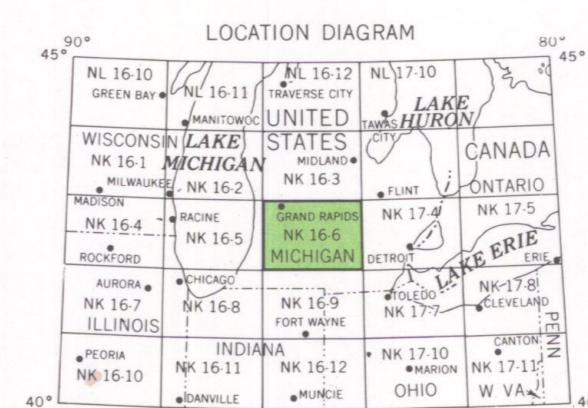 LOCATION DIAGRAM
90° 80°
45° 45°
NL 16-10 NL 16-11 NL 16-12 NL 17-10
GREEN BAY TRAVERSE CITY LAKE
MANITOWOC UNITED TAWAS CITY HURON
WISCONSIN LAKE STATES CANADA
NK 16-1 MICHIGAN MIDLAND
MILWAUKEE NK 16-2 NK 16-3 FLINT ONTARIO
MADISON RACINE GRAND RAPIDS NK 17-4 NK 17-5
NK 16-4 NK 16-5 NK 16-6
ROCKFORD MICHIGAN DETROIT LAKE ERIE ERIE
AURORA CHICAGO TOLEDO NK 17-8
NK 16-7 NK 16-8 NK 16-9 NK 17-7 CLEVELAND
ILLINOIS FORT WAYNE PENN
INDIANA CANTON
PEORIA NK 16-11 NK 16-12 NK 17-10 NK 17-11
NK 16-10 MARION
DANVILLE MUNCIE OHIO W VA
40°